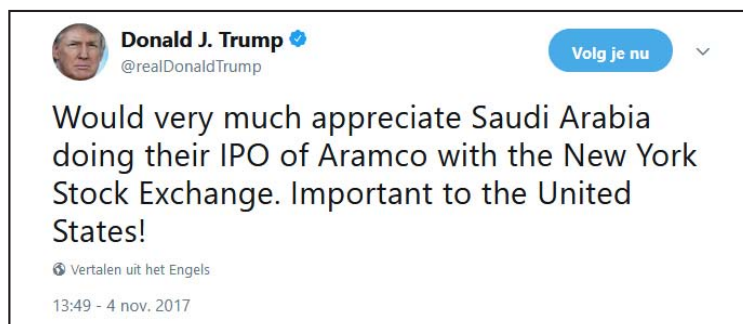 Donald J. Trump
@realDonaldTrump
Volg je nu
Would very much appreciate Saudi Arabia
doing their IPO of Aramco with the New York
Stock Exchange. Important to the United
States!
Vertalen uit het Engels
13:49 - 4 nov. 2017